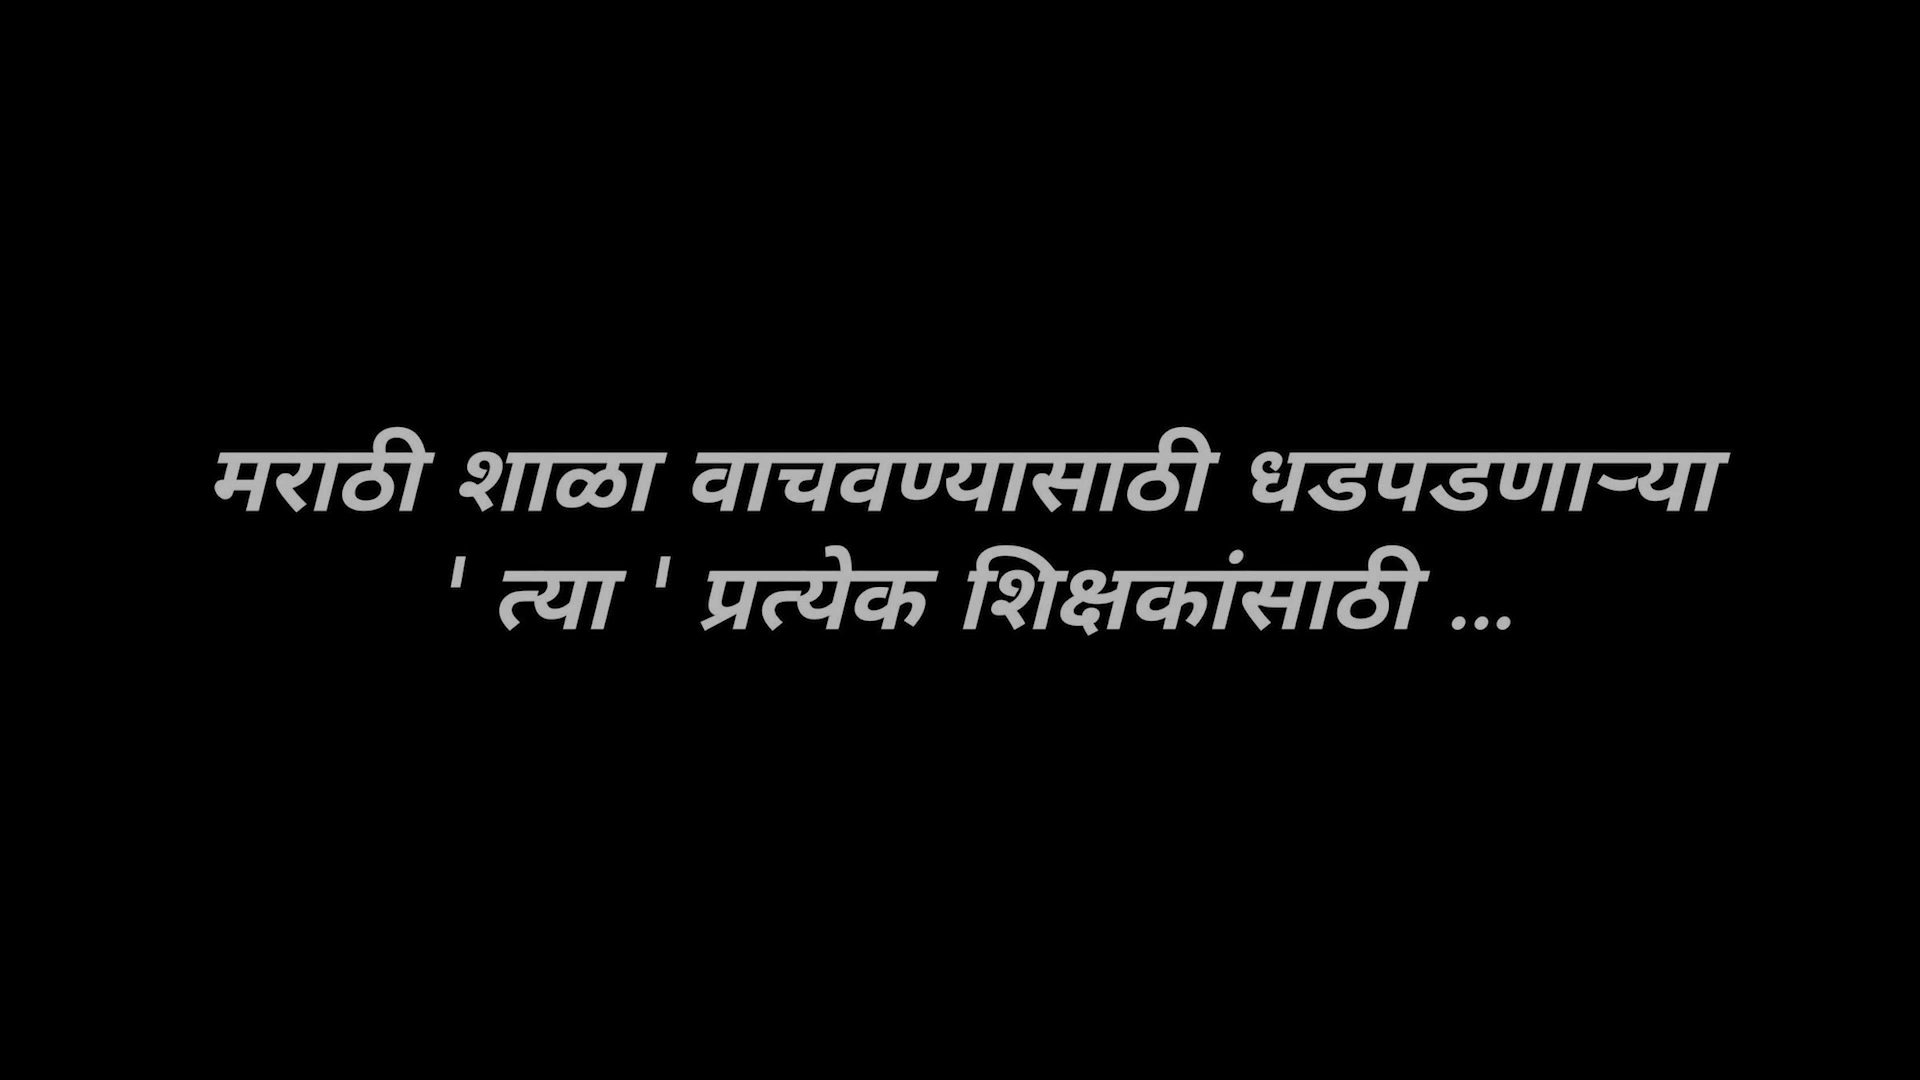 मराठी शाळा वाचवण्यासाठी धडपडणाऱ्या
' त्या ' प्रत्येक शिक्षकांसाठी ...